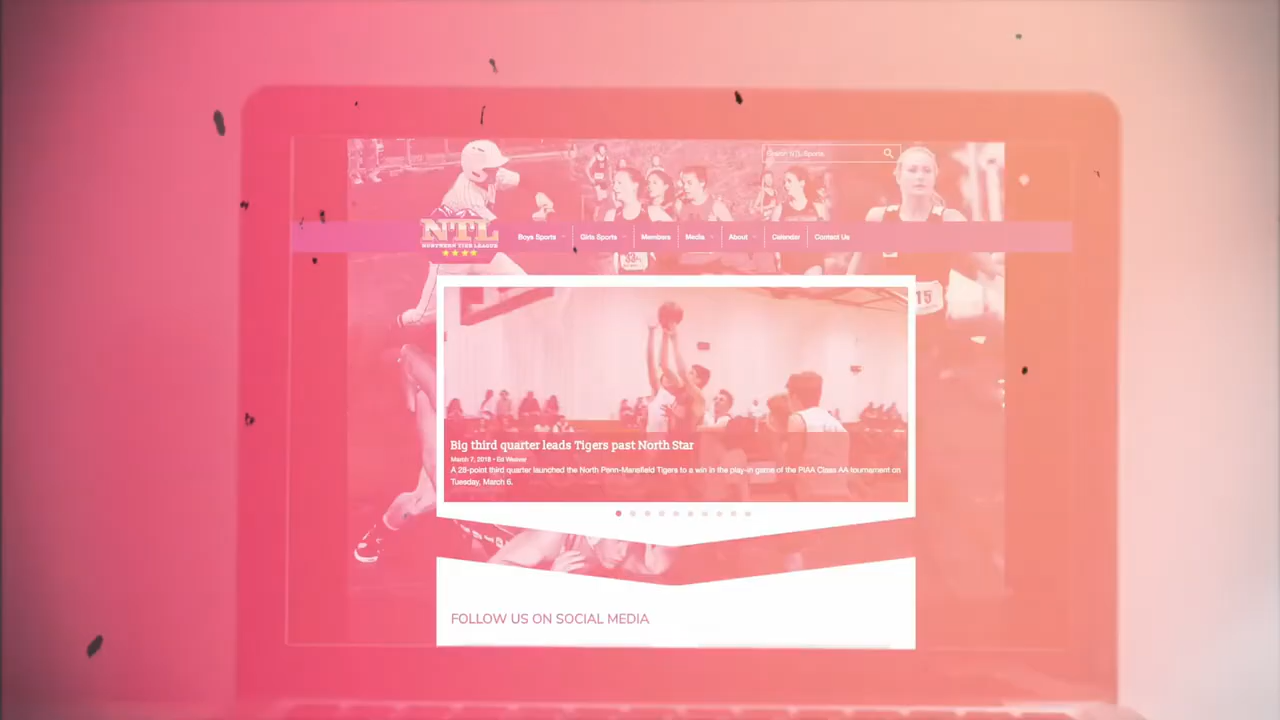 Search NTL Sports
NTL
NORTHERN TIER LEAGUE
Boys Sports
Girls Sports
Members
Media
About
Calendar
Contact Us
15
Big third quarter leads Tigers past North Star
March 7, 2018 • Ed Weaver
A 29-point third quarter launched the North Penn-Mansfield Tigers to a win in the play-in game of the PIAA Class AA tournament on
Tuesday, March 6.
FOLLOW US ON SOCIAL MEDIA